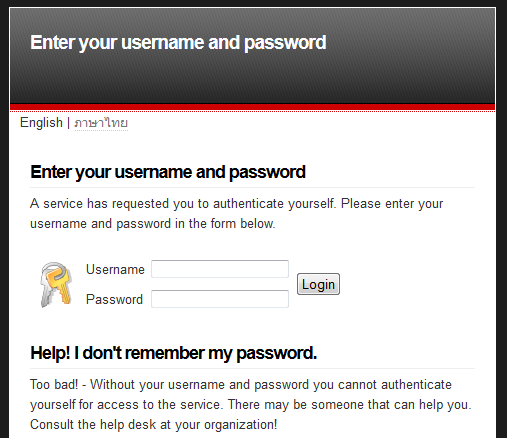 Enter your username and password
English | ภาษาไทย
Enter your username and password
A service has requested you to authenticate yourself. Please enter your
username and password in the form below.
Username
Login
Password
Help! I don't remember my password.
Too bad! - Without your username and password you cannot authenticate
yourself for access to the service. There may be someone that can help you.
Consult the help desk at your organization!